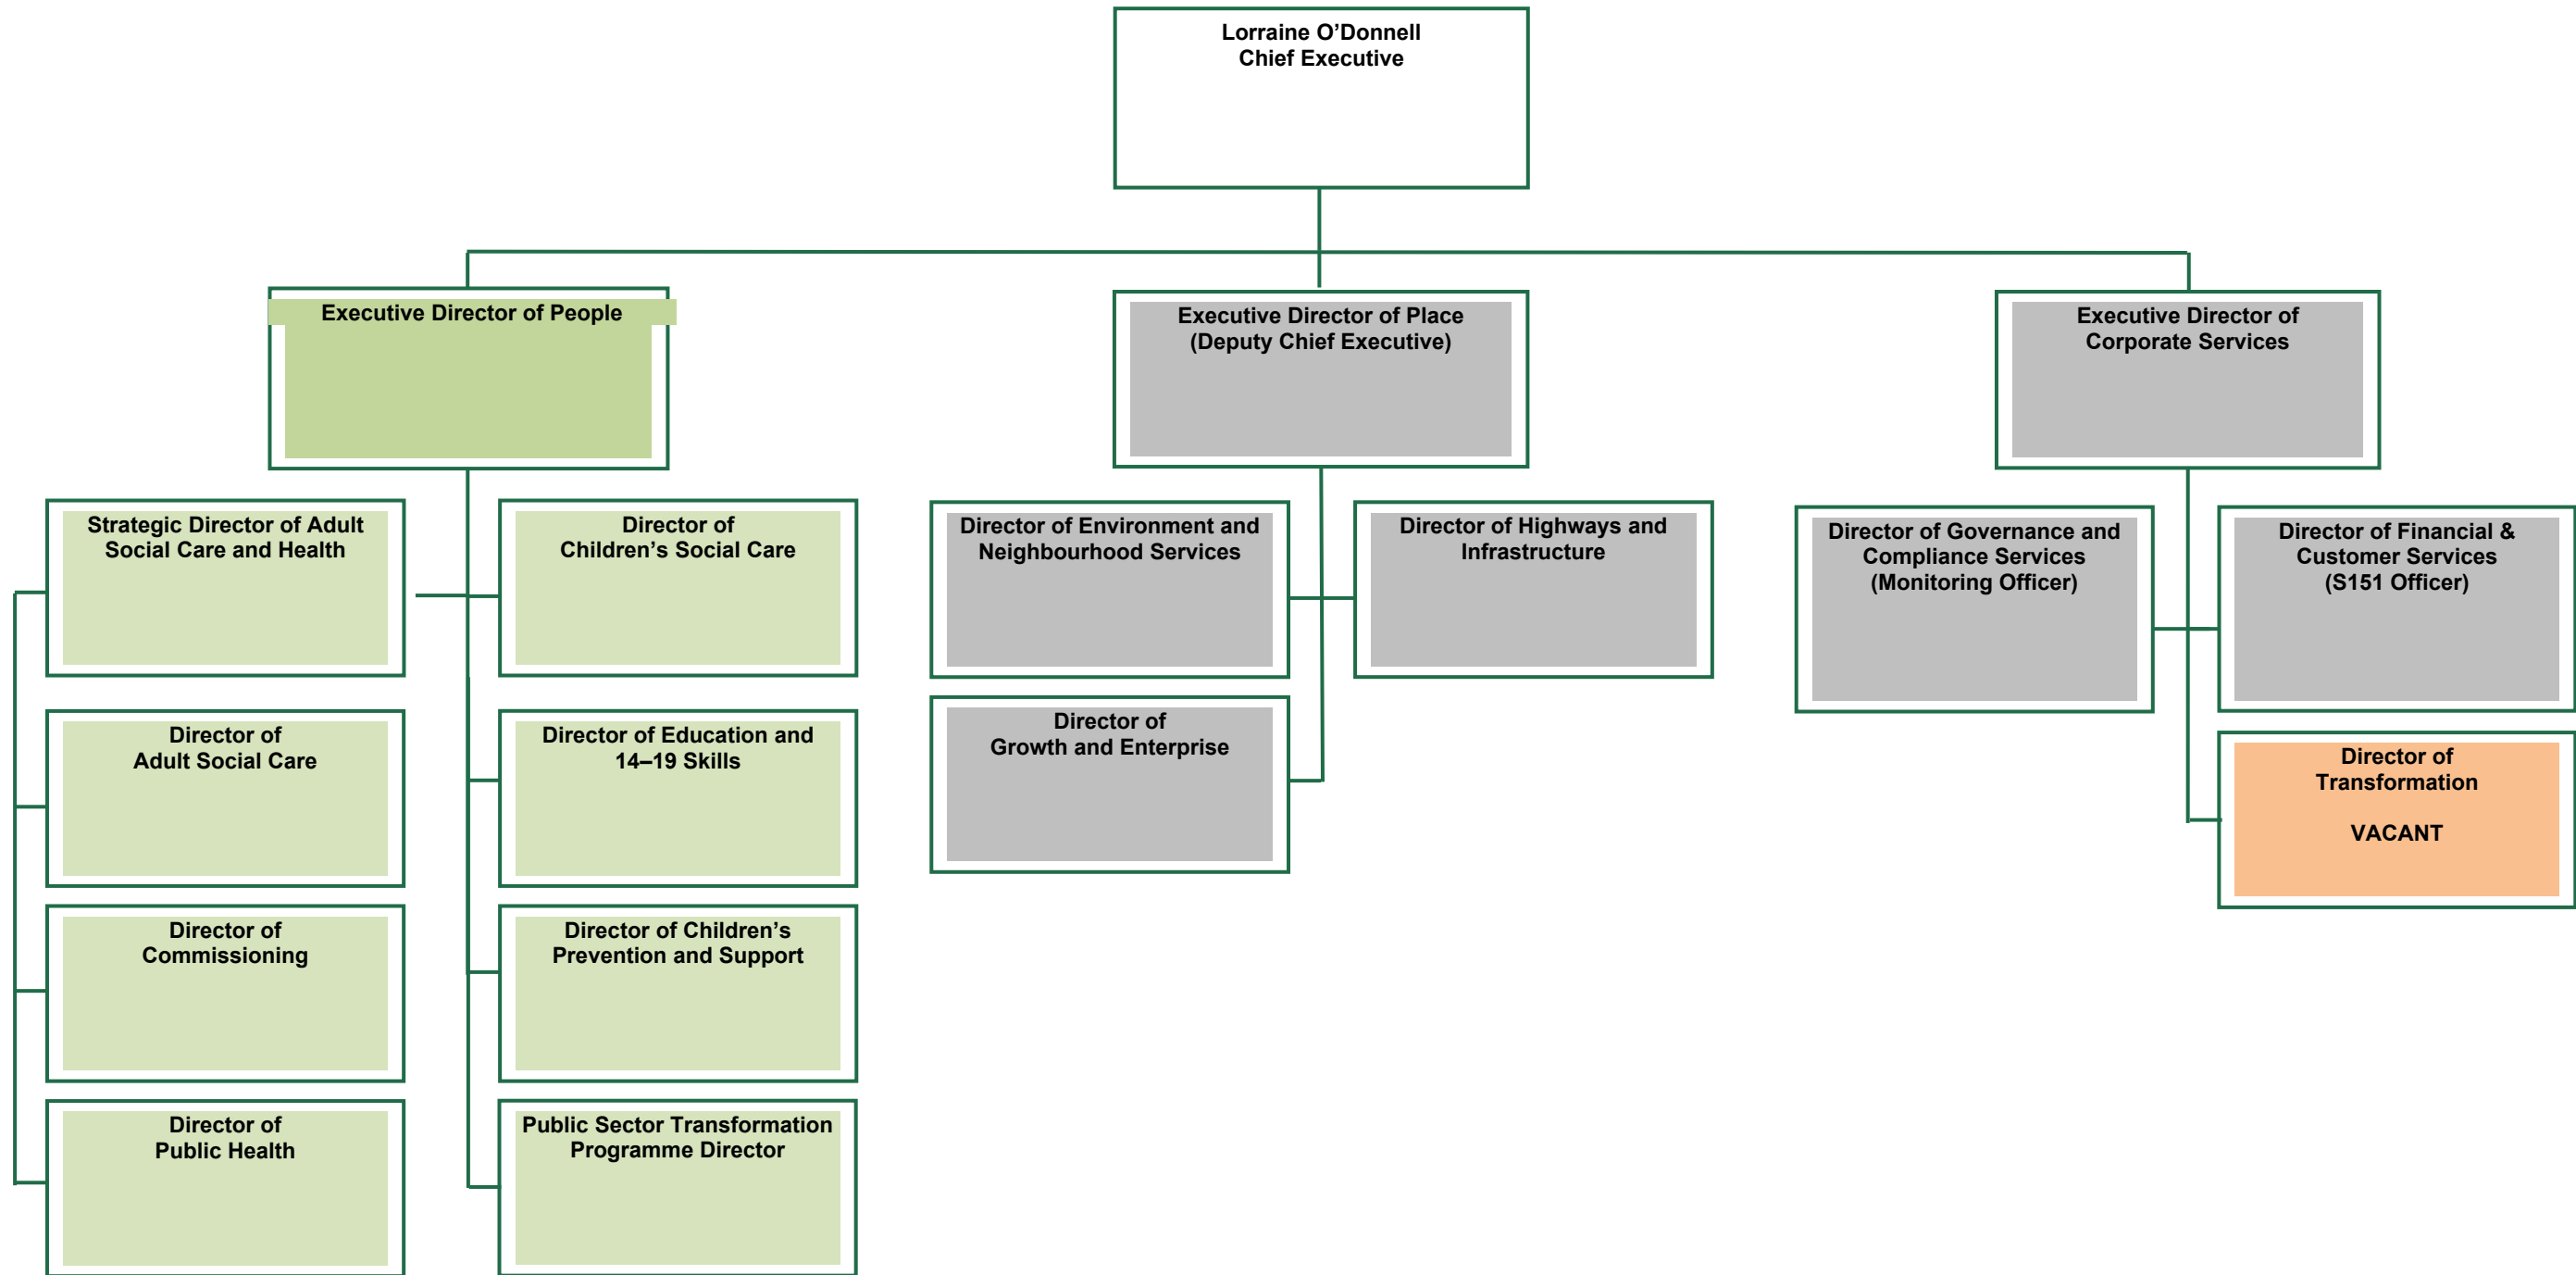 Lorraine O’Donnell
Chief Executive
Executive Director of People
Executive Director of Place
(Deputy Chief Executive)
Executive Director of
Corporate Services
Strategic Director of Adult
Social Care and Health
Director of
Children’s Social Care
Director of Environment and
Neighbourhood Services
Director of Highways and
Infrastructure
Director of Governance and
Compliance Services
(Monitoring Officer)
Director of Financial &
Customer Services
(S151 Officer)
Director of
Adult Social Care
Director of Education and
14–19 Skills
Director of
Growth and Enterprise
Director of
Transformation
VACANT
Director of
Commissioning
Director of Children’s
Prevention and Support
Director of
Public Health
Public Sector Transformation
Programme Director